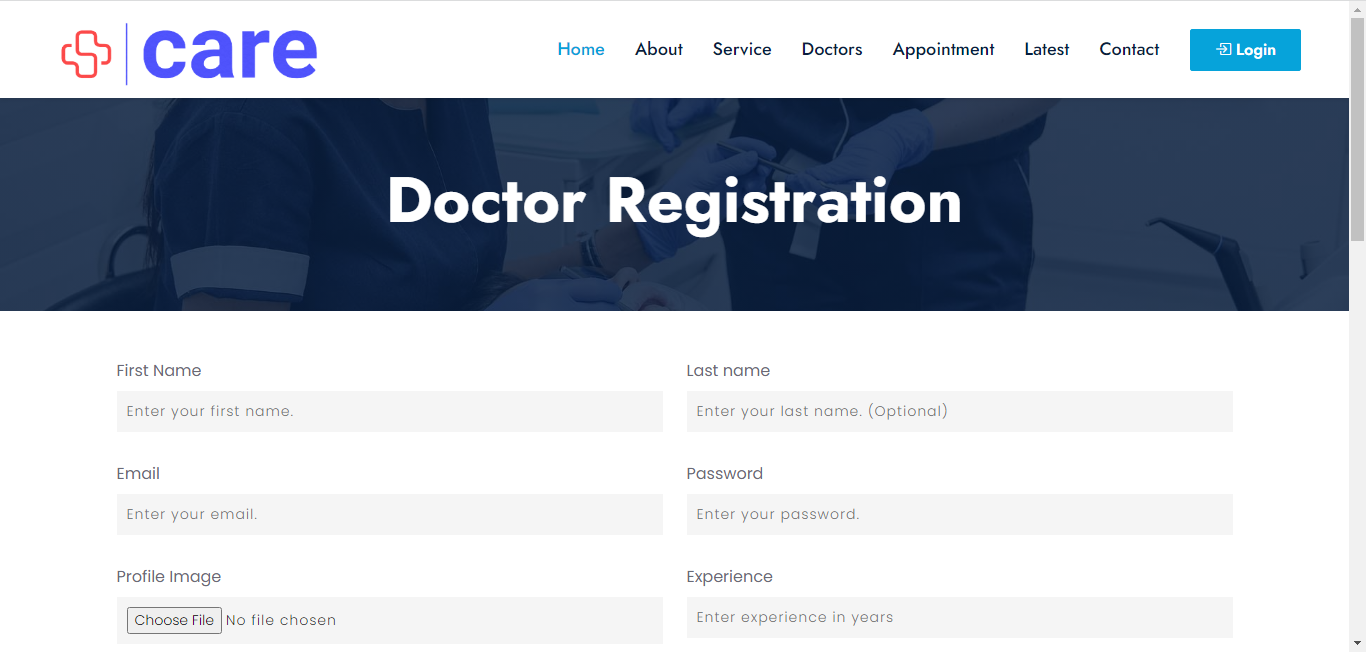 care
Home About Service Doctors Appointment Latest Contact Login
Doctor Registration
First Name Last name
Enter your first name. Enter your last name. (Optional)
Email Password
Enter your email. Enter your password.
Profile Image Experience
Choose File No file chosen Enter experience in years